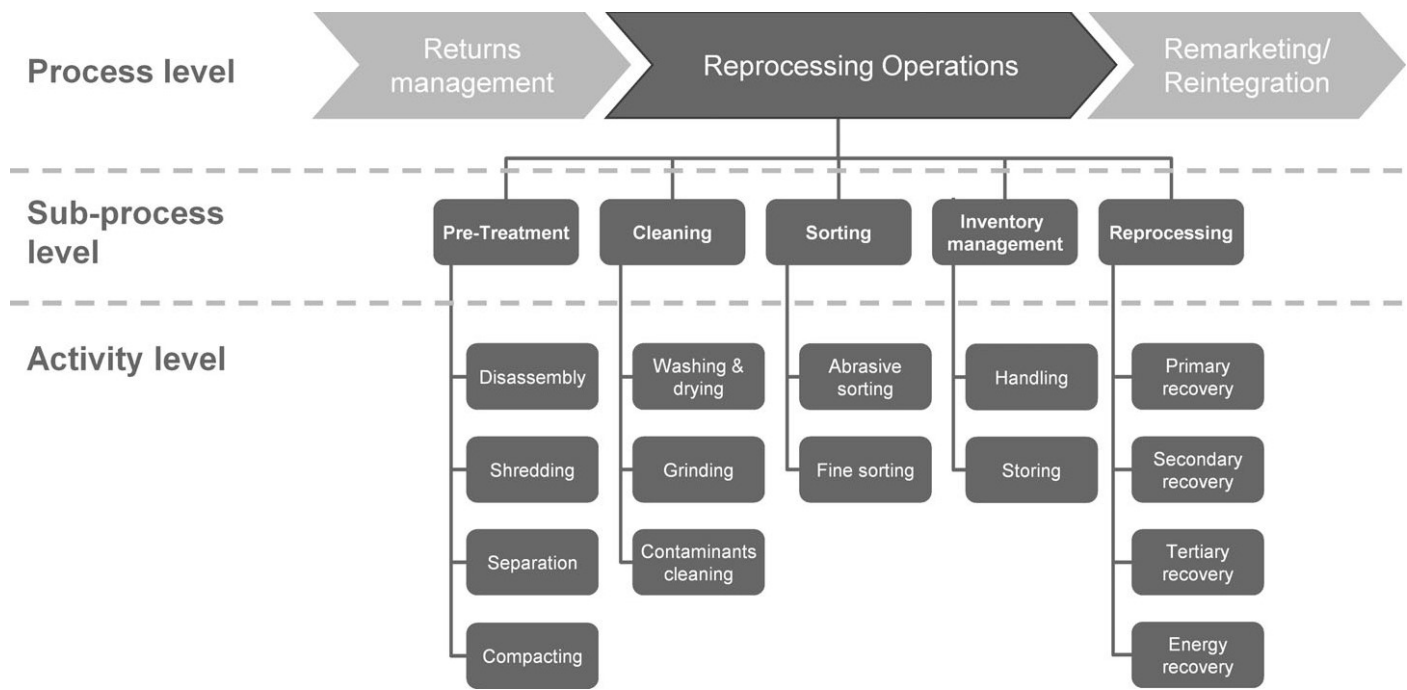 Process level
Returns
management
Reprocessing Operations
Remarketing/
Reintegration
Sub-process
level
Pre-Treatment
Cleaning
Sorting
Inventory
management
Reprocessing
Activity level
Disassembly
Shredding
Separation
Compacting
Washing &
drying
Grinding
Contaminants
cleaning
Abrasive
sorting
Fine sorting
Handling
Storing
Primary
recovery
Secondary
recovery
Tertiary
recovery
Energy
recovery